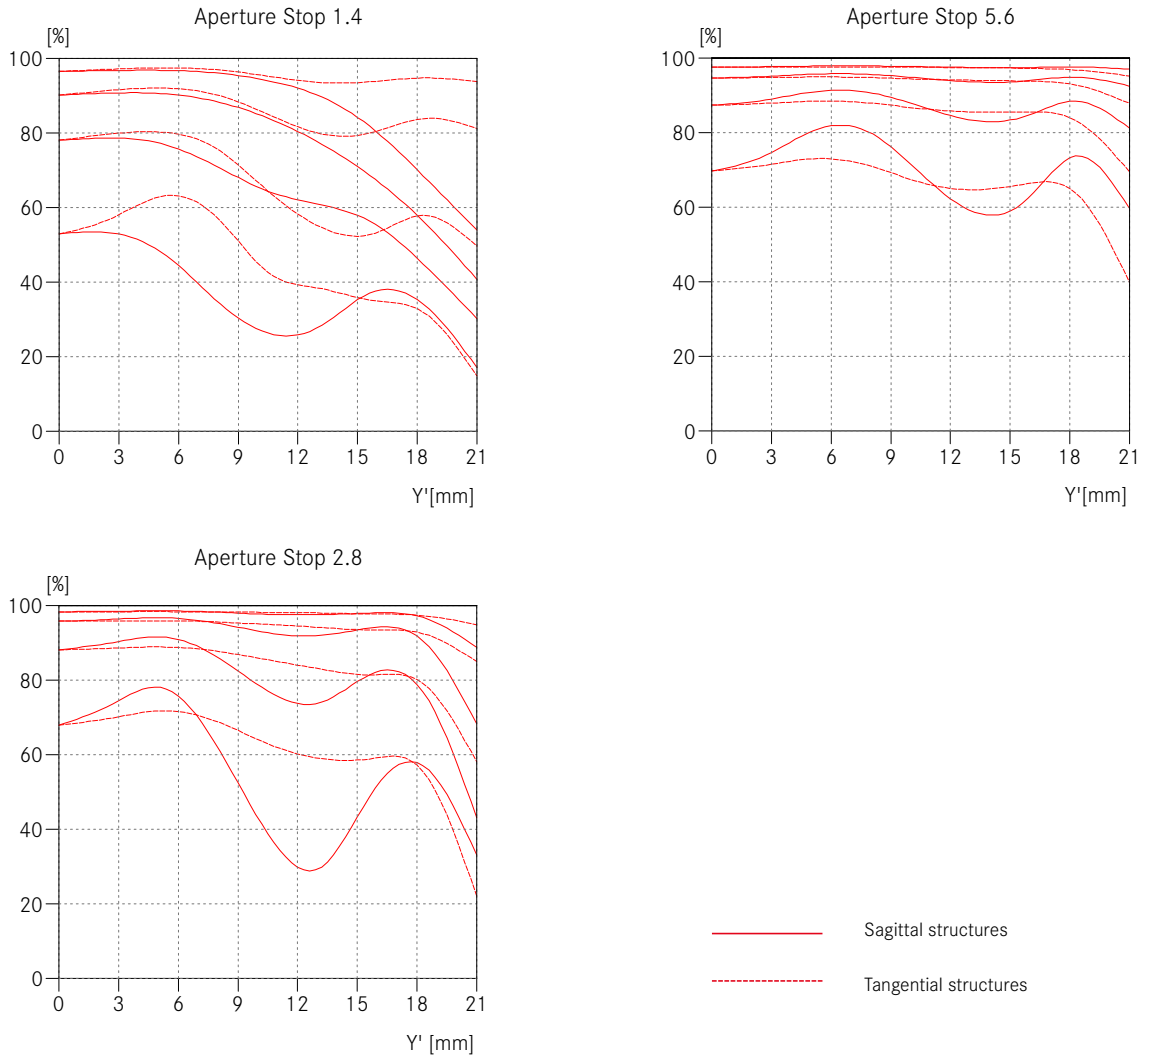 Aperture Stop 1.4
[%]
100
80
60
40
20
0
0 3 6 9 12 15 18 21
Y'[mm]
Aperture Stop 5.6
[%]
100
80
60
40
20
0
0 3 6 9 12 15 18 21
Y'[mm]
Aperture Stop 2.8
[%]
100
80
60
40
20
0
0 3 6 9 12 15 18 21
Y' [mm]
Sagittal structures
Tangential structures